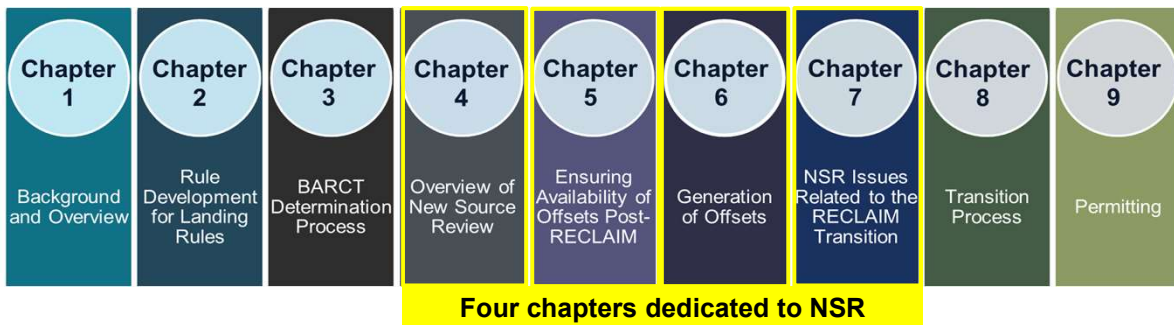 Chapter
1
Background
and Overview
Chapter
2
Rule
Development
for Landing
Rules
Chapter
3
BARCT
Determination
Process
Chapter
4
Overview of
New Source
Review
Chapter
5
Ensuring
Availability of
Offsets Post-
RECLAIM
Chapter
6
Generation
of Offsets
Chapter
7
NSR Issues
Related to the
RECLAIM
Transition
Chapter
8
Transition
Process
Chapter
9
Permitting
Four chapters dedicated to NSR